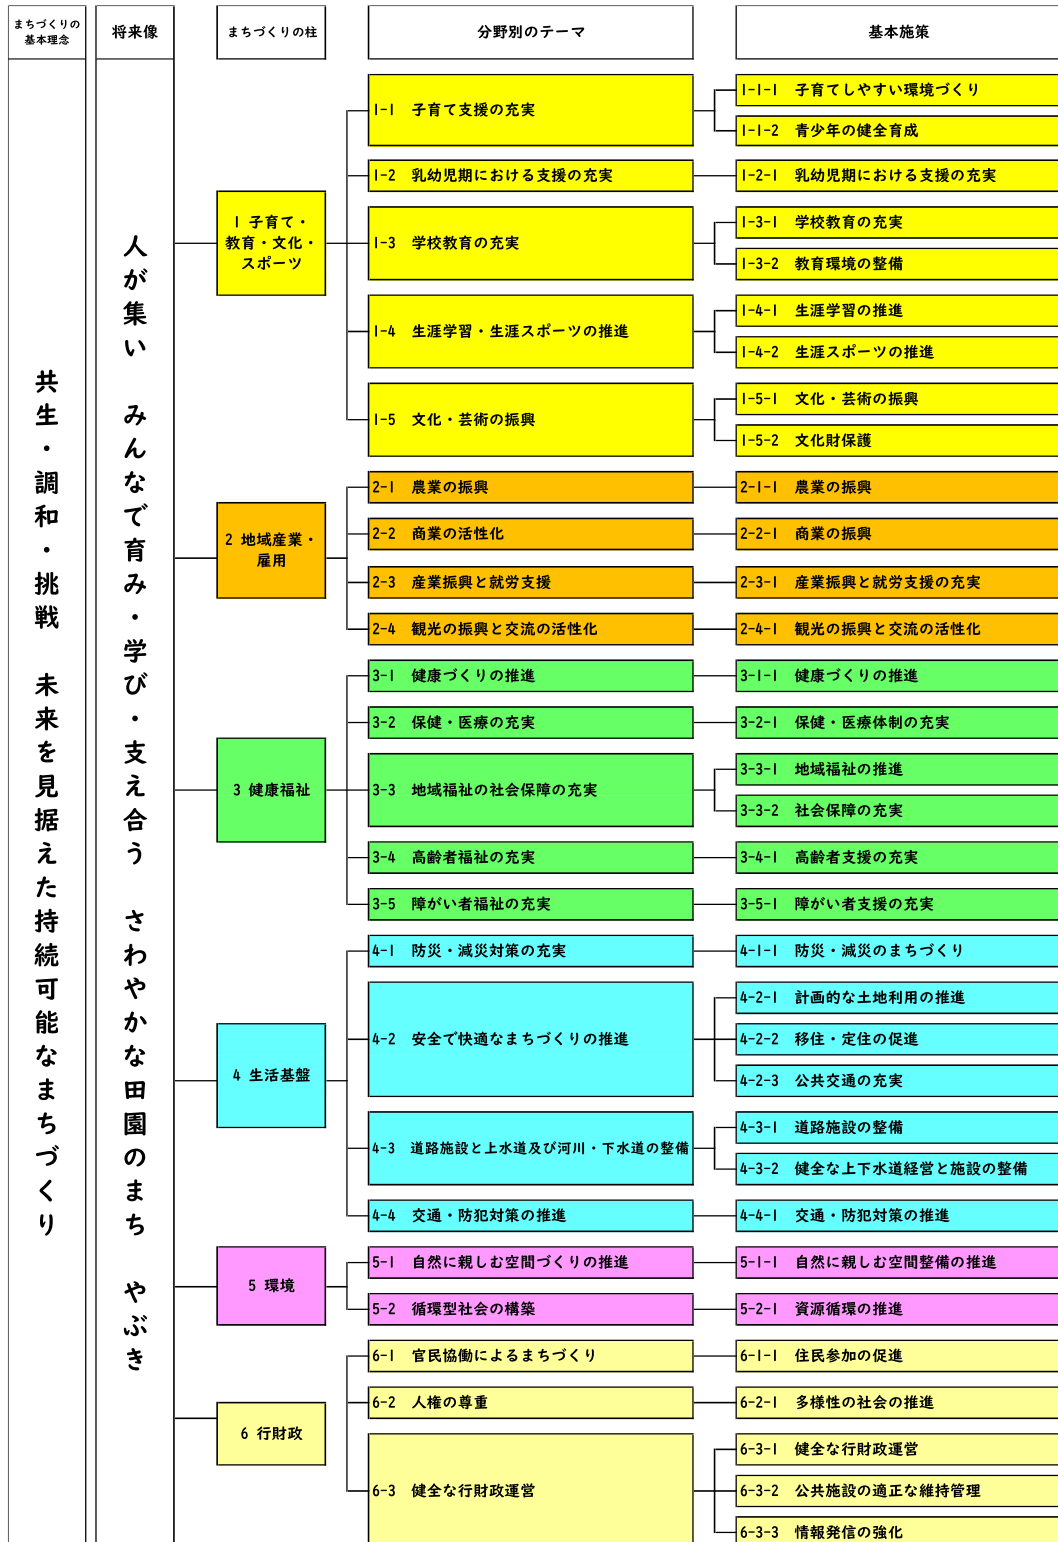 まちづくりの
基本理念
将来像
まちづくりの柱
分野別のテーマ
基本施策
共生・調和・挑戦　未来を見据えた持続可能なまちづくり
人が集い　みんなで育み・学び・支え合う　さわやかな田園のまち　やぶき
1 子育て・
教育・文化・
スポーツ
1-1 子育て支援の充実
1-1-1 子育てしやすい環境づくり
1-1-2 青少年の健全育成
1-2 乳幼児期における支援の充実
1-2-1 乳幼児期における支援の充実
1-3 学校教育の充実
1-3-1 学校教育の充実
1-3-2 教育環境の整備
1-4 生涯学習・生涯スポーツの推進
1-4-1 生涯学習の推進
1-4-2 生涯スポーツの推進
1-5 文化・芸術の振興
1-5-1 文化・芸術の振興
1-5-2 文化財保護
2 地域産業・
雇用
2-1 農業の振興
2-1-1 農業の振興
2-2 商業の活性化
2-2-1 商業の振興
2-3 産業振興と就労支援
2-3-1 産業振興と就労支援の充実
2-4 観光の振興と交流の活性化
2-4-1 観光の振興と交流の活性化
3 健康福祉
3-1 健康づくりの推進
3-1-1 健康づくりの推進
3-2 保健・医療の充実
3-2-1 保健・医療体制の充実
3-3 地域福祉の社会保障の充実
3-3-1 地域福祉の推進
3-3-2 社会保障の充実
3-4 高齢者福祉の充実
3-4-1 高齢者支援の充実
3-5 障がい者福祉の充実
3-5-1 障がい者支援の充実
4 生活基盤
4-1 防災・減災対策の充実
4-1-1 防災・減災のまちづくり
4-2 安全で快適なまちづくりの推進
4-2-1 計画的な土地利用の推進
4-2-2 移住・定住の促進
4-2-3 公共交通の充実
4-3 道路施設と上水道及び河川・下水道の整備
4-3-1 道路施設の整備
4-3-2 健全な上下水道経営と施設の整備
4-4 交通・防犯対策の推進
4-4-1 交通・防犯対策の推進
5 環境
5-1 自然に親しむ空間づくりの推進
5-1-1 自然に親しむ空間整備の推進
5-2 循環型社会の構築
5-2-1 資源循環の推進
6 行財政
6-1 官民協働によるまちづくり
6-1-1 住民参加の促進
6-2 人権の尊重
6-2-1 多様性の社会の推進
6-3 健全な行財政運営
6-3-1 健全な行財政運営
6-3-2 公共施設の適正な維持管理
6-3-3 情報発信の強化